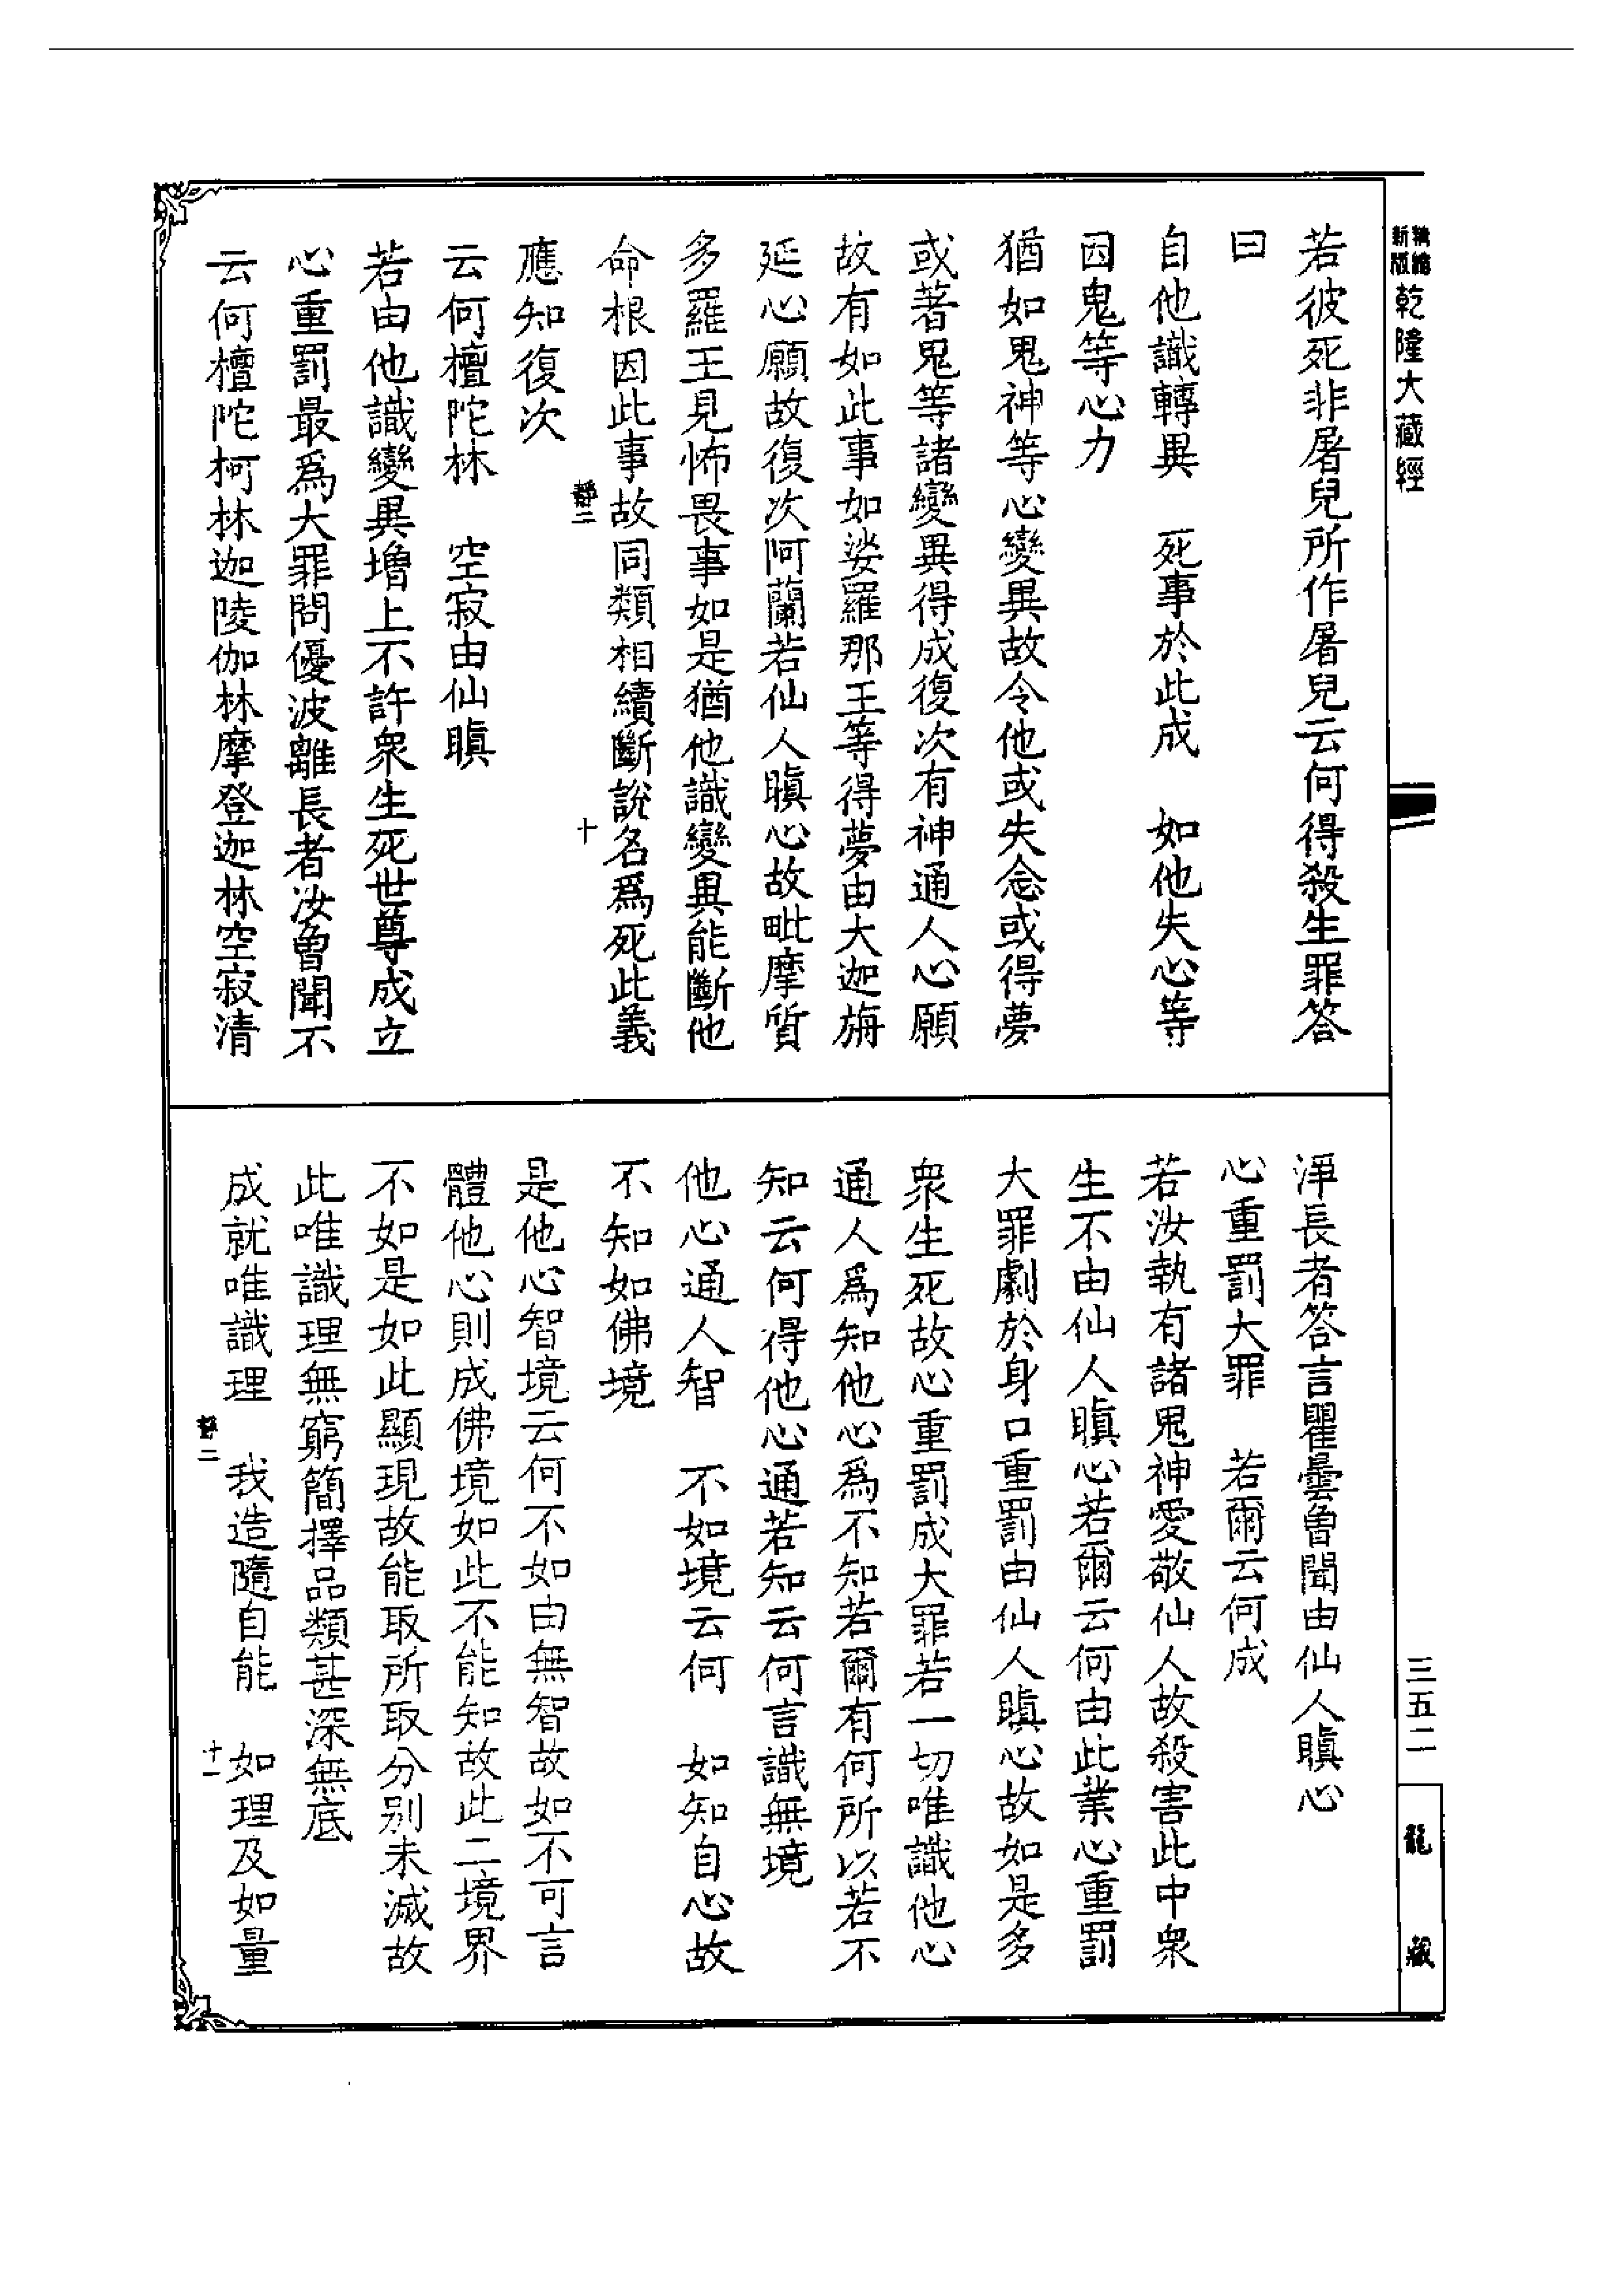 精縮
新版
乾隆大藏經
若彼死非屠兒所作屠兒云何得殺生罪答
曰
自他識轉異　死事於此成　如他失心等
因鬼等心力
猶如鬼神等心變異故令他或失念或得夢
或著鬼等諸變異得成復次有神通人心願
故有如此事如娑羅那王等得夢由大迦旃
延心願故復次阿蘭若仙人瞋心故毗摩質
多羅王見怖畏事如是猶他識變異能斷他
命根因此事故同類相續斷說名為死此義
靜二　十
應知復次
云何檀陀林　空寂由仙瞋
若由他識變異增上不許衆生死世尊成立
心重罰最為大罪問優波離長者汝曾聞不
云何檀陀柯林迦陵伽林摩登迦林空寂清
淨長者答言瞿曇曾聞由仙人瞋心
心重罰大罪　若爾云何成
若汝執有諸鬼神愛敬仙人故殺害此中衆
生不由仙人瞋心若爾云何由此業心重罰
大罪劇於身口重罰由仙人瞋心故如是多
衆生死故心重罰成大罪若一切唯識他心
通人為知他心為不知若爾有何所以若不
知云何得他心通若知云何言識無境
他心通人智　不如境云何　如知自心故
不知如佛境
是他心智境云何不如由無智故如不可言
體他心則成佛境如此不能知故此二境界
不如是如此顯現故能取所取分別未滅故
此唯識理無窮簡擇品類甚深無底
成就唯識理　我造隨自能　如理及如量
靜二　十一
三五二
龍藏